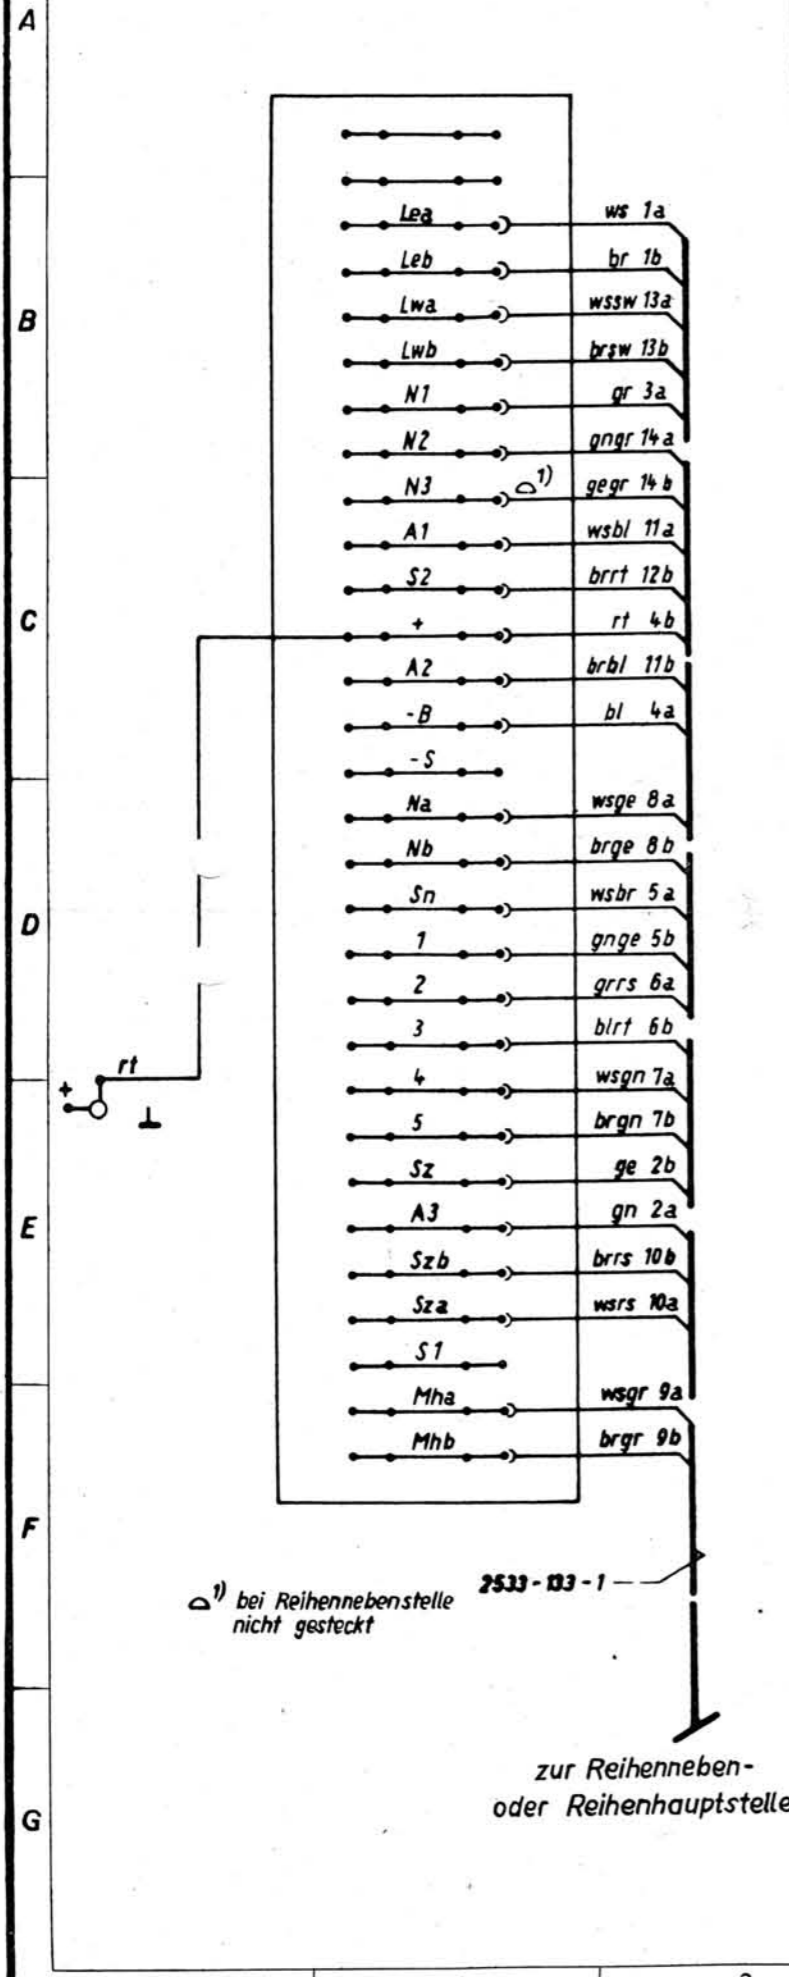 A
Lea ws 1a
Leb br 1b
B
Lwa wssw 13a
Lwb brsw 13b
N1 gr 3a
N2 gngr 14a
N3 1) gegr 14b
A1 wsbl 11a
S2 brrt 12b
C
+ rt 4b
A2 brbl 11b
-B bl 4a
-S
Na wsge 8a
Nb brge 8b
D
Sn wsbr 5a
1 gnge 5b
2 grrs 6a
3 blrt 6b
rt
+
4 wsgn 7a
5 brgn 7b
Sz ge 2b
E
A3 gn 2a
Szb brrs 10b
Sza wsrs 10a
S1
Mha wsgr 9a
Mhb brgr 9b
F
2533-133-1
1) bei Reihennebenstelle
nicht gesteckt
zur Reihenneben-
oder Reihenhauptstelle
G